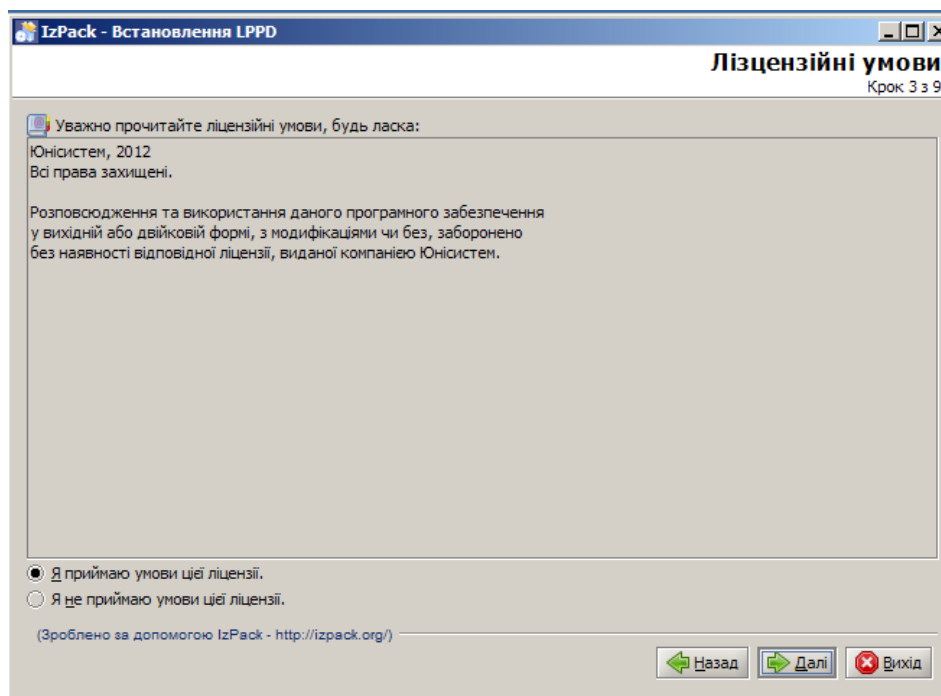 IzPack - Встановлення LPPD
Лізцензійні умови
Крок 3 з 9
Уважно прочитайте ліцензійні умови, будь ласка:
Юнісистем, 2012
Всі права захищені.
Розповсюдження та використання даного програмного забезпечення
у вихідній або двійковій формі, з модифікаціями чи без, заборонено
без наявності відповідної ліцензії, виданої компанією Юнісистем.
Я приймаю умови цієї ліцензії.
Я не приймаю умови цієї ліцензії.
(Зроблено за допомогою IzPack - http://izpack.org/)
Назад Далі Вихід